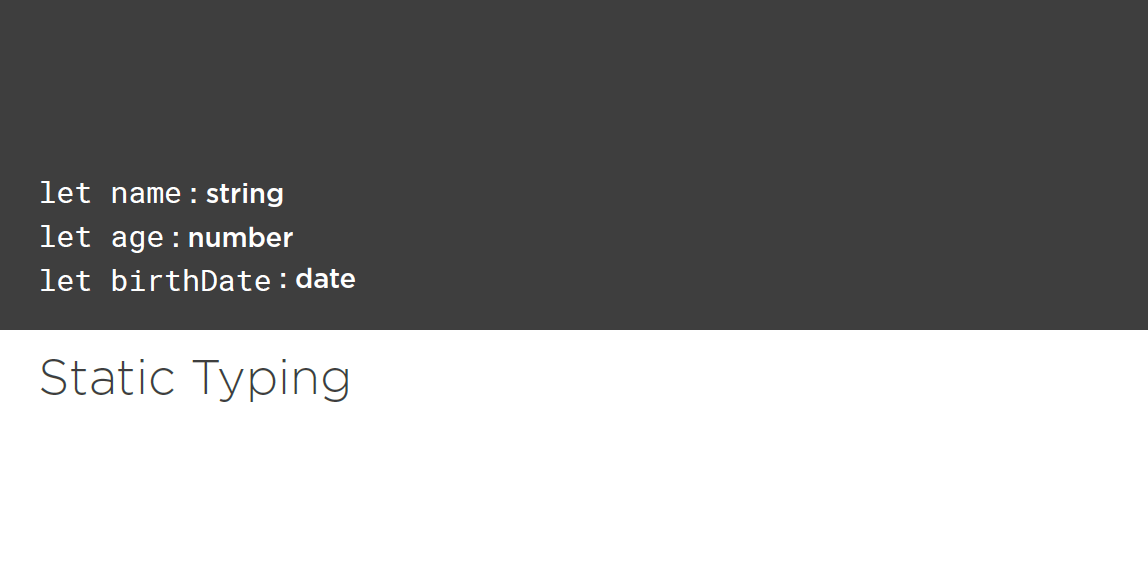 let name : string
let age : number
let birthDate : date
Static Typing